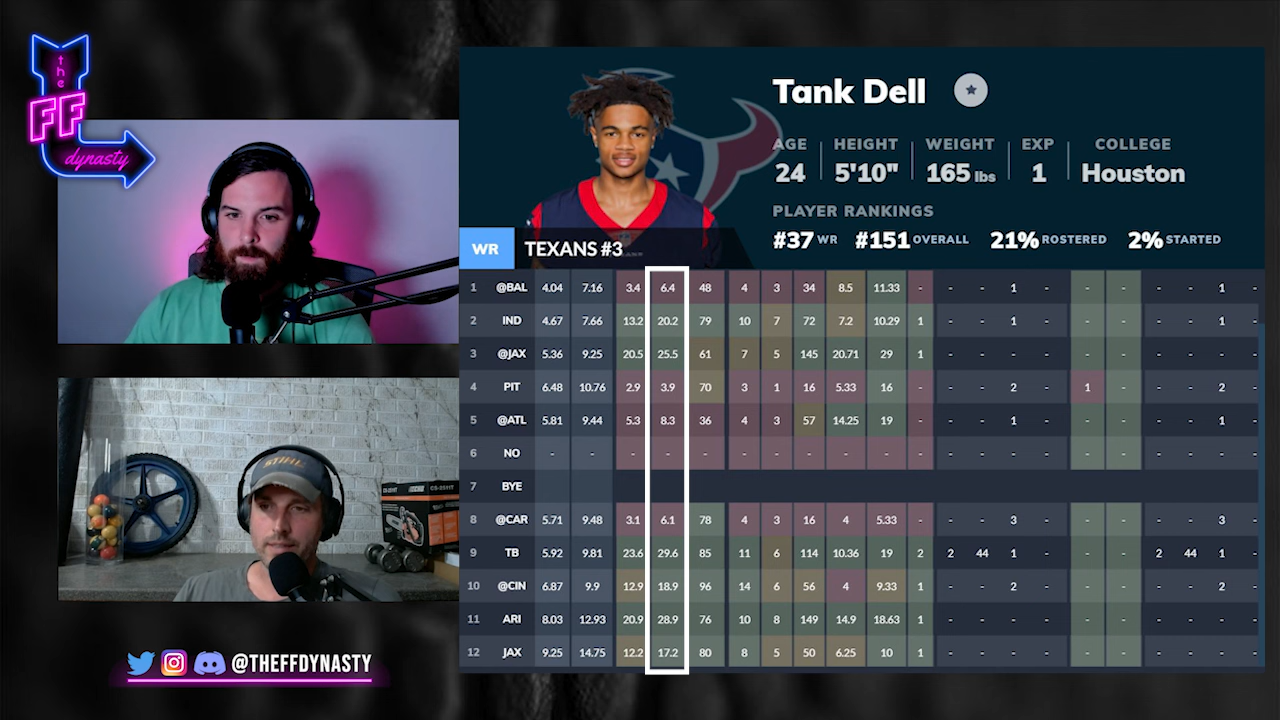 the
FF
dynasty
Tank Dell
AGE HEIGHT WEIGHT EXP COLLEGE
24 5'10" 165 lbs 1 Houston
PLAYER RANKINGS
#37 WR #151 OVERALL 21% ROSTERED 2% STARTED
WR TEXANS #3
1 @BAL 4.04 7.16 3.4 6.4 48 4 3 34 8.5 11.33 - - - 1 - - - - - 1 -
2 IND 4.67 7.66 13.2 20.2 79 10 7 72 7.2 10.29 1 - - 1 - - - - - 1 -
3 @JAX 5.36 9.25 20.5 25.5 61 7 5 145 20.71 29 1 - - - - - - - - - -
4 PIT 6.48 10.76 2.9 3.9 70 3 1 16 5.33 16 - - - 2 - 1 - - - 2 -
5 @ATL 5.81 9.44 5.3 8.3 36 4 3 57 14.25 19 - - - 1 - - - - - 1 -
6 NO - - - - - - - - - - - - - - - - - - - - -
7 BYE
8 @CAR 5.71 9.48 3.1 6.1 78 4 3 16 4 5.33 - - - 3 - - - - - 3 -
9 TB 5.92 9.81 23.6 29.6 85 11 6 114 10.36 19 2 2 44 1 - - - 2 44 1 -
10 @CIN 6.87 9.9 12.9 18.9 96 14 6 56 4 9.33 1 - - 2 - - - - - 2 -
11 ARI 8.03 12.93 20.9 28.9 76 10 8 149 14.9 18.63 1 - - - - - - - - - -
12 JAX 9.25 14.75 12.2 17.2 80 8 5 50 6.25 10 1 - - - - - - - - - -
STIHL
CS-2511T
CS-2511T
@THEFFDYNASTY